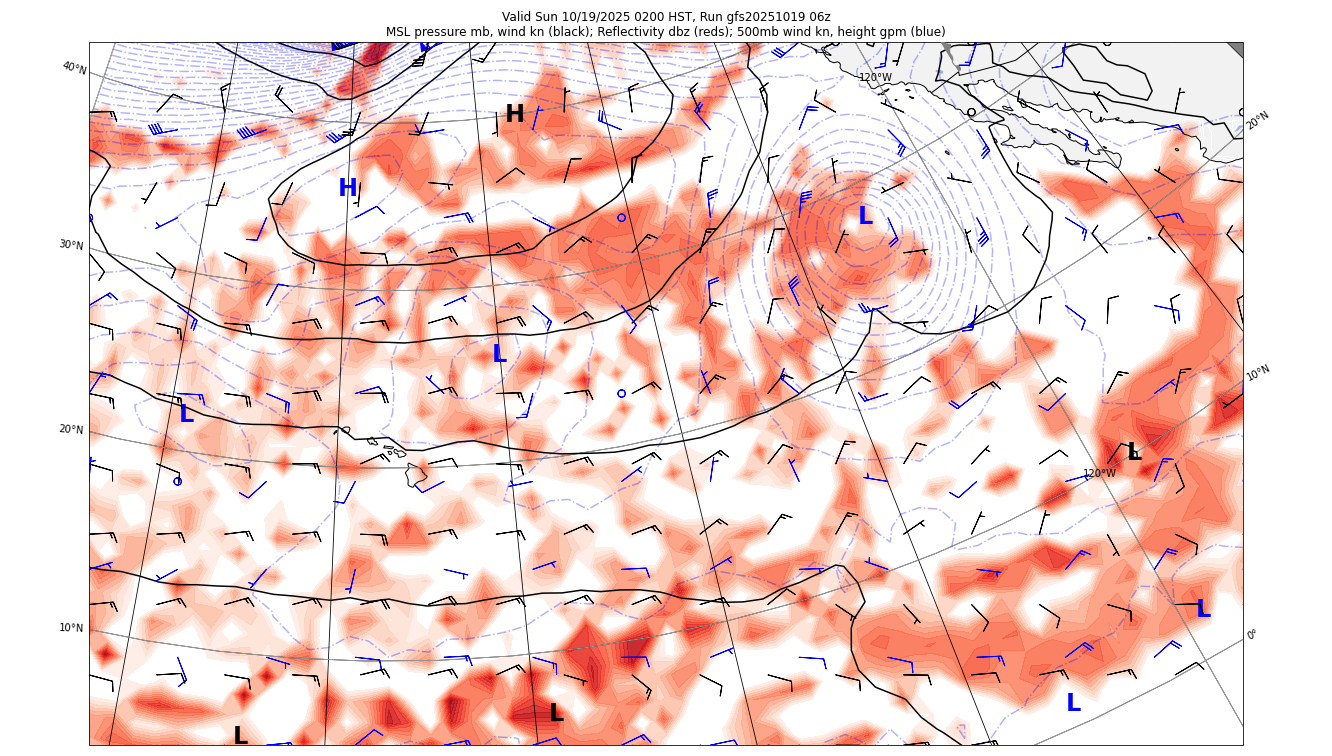 Valid Sun 10/19/2025 0200 HST, Run gfs20251019 06z
MSL pressure mb, wind kn (black); Reflectivity dbz (reds); 500mb wind kn, height gpm (blue)
40°N
120°W
20°N
H
H
L
30°N
L
10°N
L
20°N
L
120°W
L
10°N
0°
L
L
L